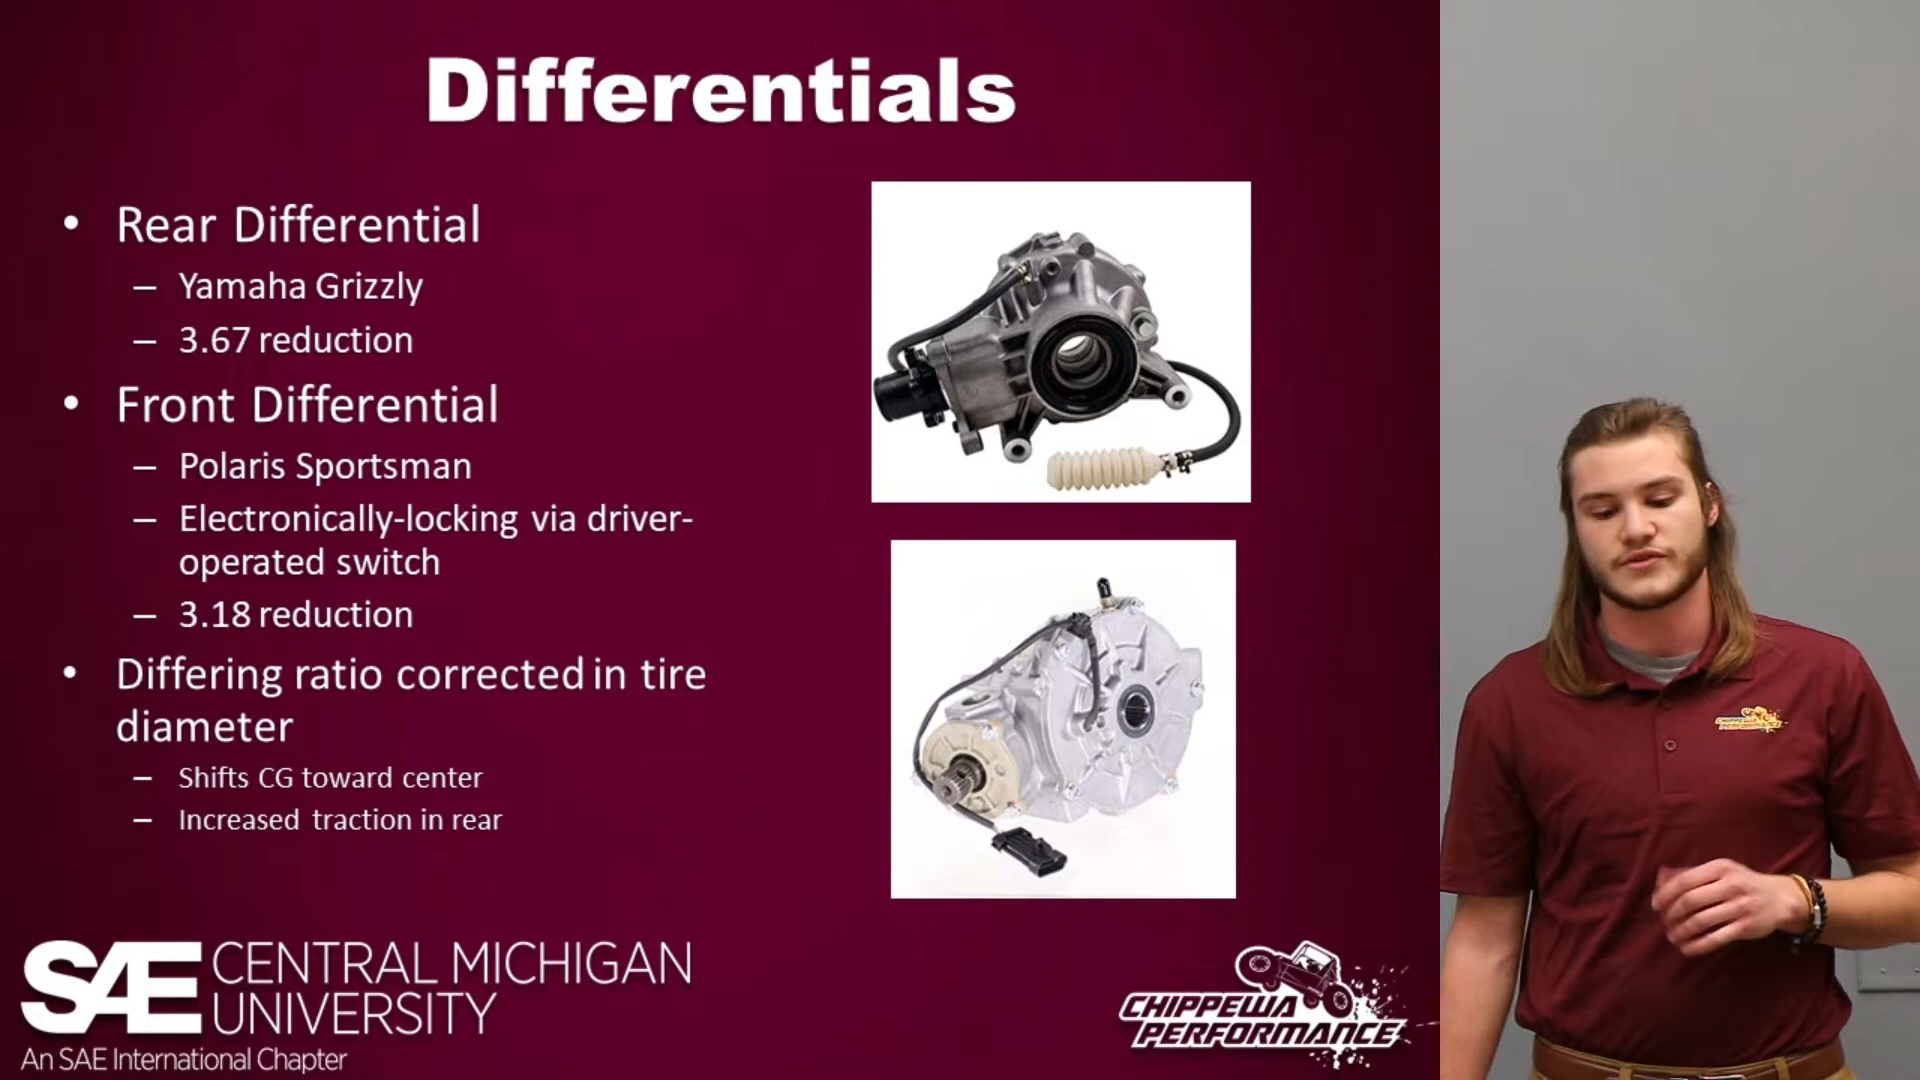 Differentials
• Rear Differential
– Yamaha Grizzly
– 3.67 reduction
• Front Differential
– Polaris Sportsman
– Electronically-locking via driver-
operated switch
– 3.18 reduction
• Differing ratio corrected in tire
diameter
– Shifts CG toward center
– Increased traction in rear
SAE CENTRAL MICHIGAN
UNIVERSITY
An SAE International Chapter
CHIPPEWA
PERFORMANCE
CHIPPEWA
PERFORMANCE